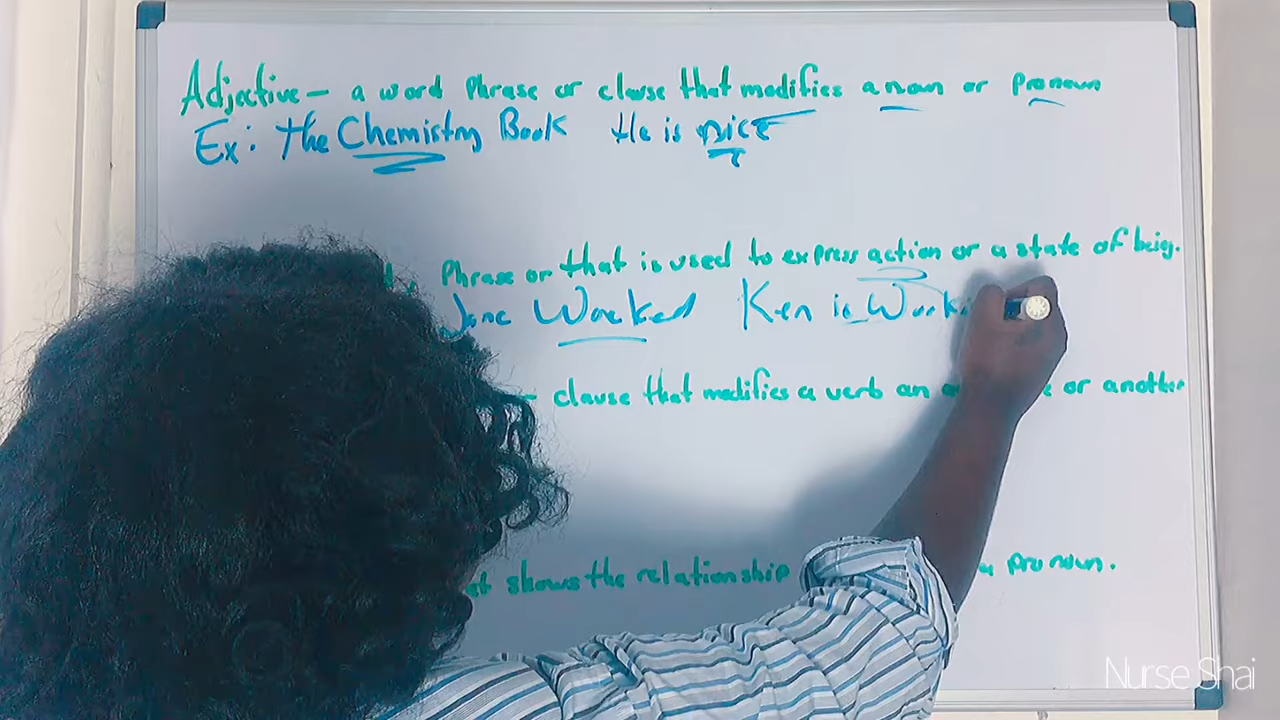 Adjective – a word phrase or clause that modifies a noun or pronoun
Ex: The Chemistry Book He is nice
Phrase or that is used to express action or a state of being.
Jane Worked Ken is Worki
– clause that modifies a verb an or another
shows the relationship pronoun.
Nurse Shai